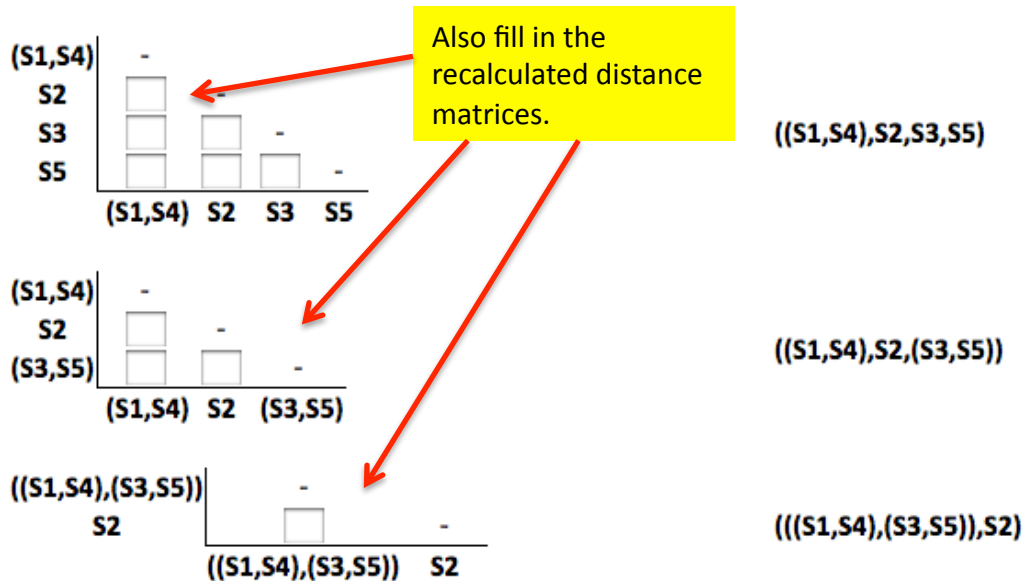 Also fill in the
recalculated distance
matrices.
(S1,S4) -
S2 -
S3 -
S5 -
(S1,S4) S2 S3 S5
((S1,S4),S2,S3,S5)
(S1,S4) -
S2 -
(S3,S5) -
(S1,S4) S2 (S3,S5)
((S1,S4),S2,(S3,S5))
((S1,S4),(S3,S5)) -
S2 -
((S1,S4),(S3,S5)) S2
(((S1,S4),(S3,S5)),S2)